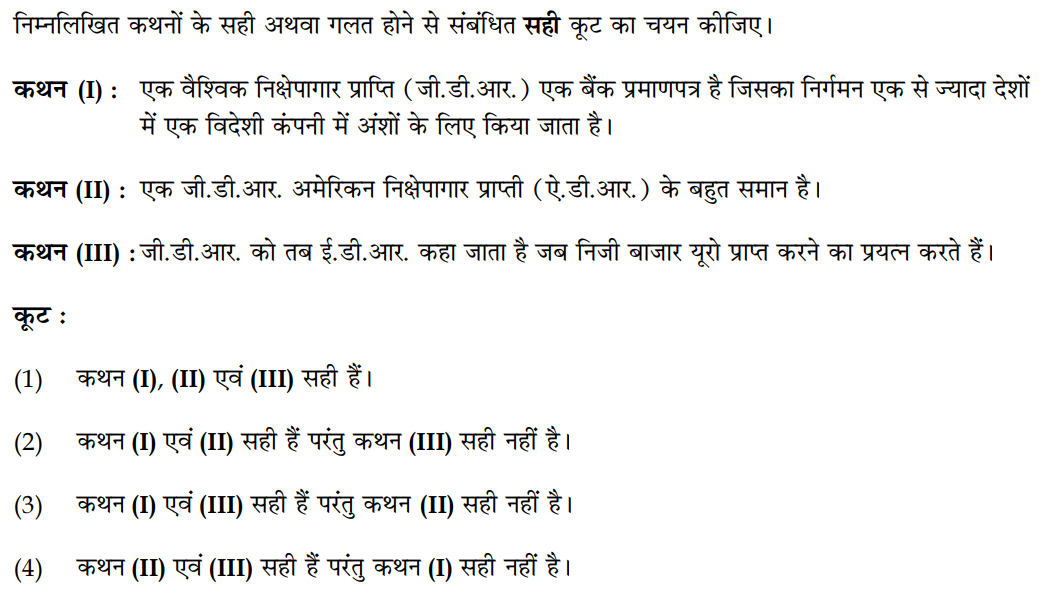 निम्नलिखित कथनों के सही अथवा गलत होने से संबंधित सही कूट का चयन कीजिए।
कथन (I) : एक वैश्विक निक्षेपागार प्राप्ति (जी.डी.आर.) एक बैंक प्रमाणपत्र है जिसका निर्गमन एक से ज्यादा देशों
में एक विदेशी कंपनी में अंशों के लिए किया जाता है।
कथन (II) : एक जी.डी.आर. अमेरिकन निक्षेपागार प्राप्ती (ऐ.डी.आर.) के बहुत समान है।
कथन (III) : जी.डी.आर. को तब ई.डी.आर. कहा जाता है जब निजी बाजार यूरो प्राप्त करने का प्रयत्न करते हैं।
कूट :
(1) कथन (I), (II) एवं (III) सही हैं।
(2) कथन (I) एवं (II) सही हैं परंतु कथन (III) सही नहीं है।
(3) कथन (I) एवं (III) सही हैं परंतु कथन (II) सही नहीं है।
(4) कथन (II) एवं (III) सही हैं परंतु कथन (I) सही नहीं है।